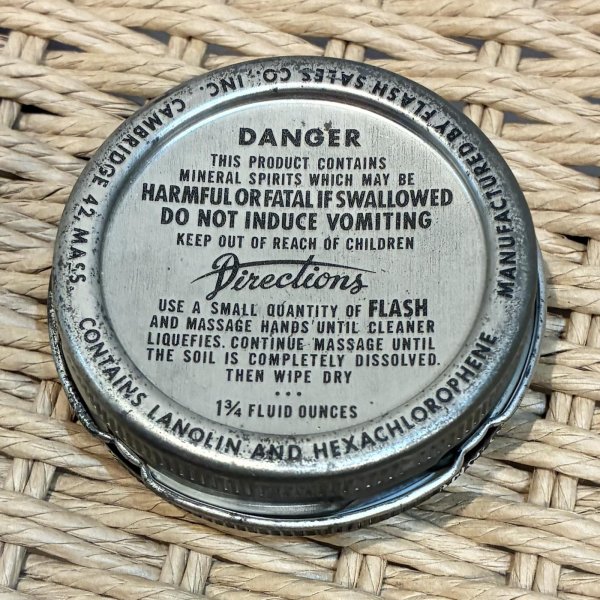 DANGER
THIS PRODUCT CONTAINS
MINERAL SPIRITS WHICH MAY BE
HARMFUL OR FATAL IF SWALLOWED
DO NOT INDUCE VOMITING
KEEP OUT OF REACH OF CHILDREN
Directions
USE A SMALL QUANTITY OF FLASH
AND MASSAGE HANDS UNTIL CLEANER
LIQUEFIES. CONTINUE MASSAGE UNTIL
THE SOIL IS COMPLETELY DISSOLVED.
THEN WIPE DRY
•••
1¾ FLUID OUNCES
CONTAINS LANOLIN AND HEXACHLOROPHENE
MANUFACTURED BY FLASH SALES CO. INC. CAMBRIDGE 42, MASS.